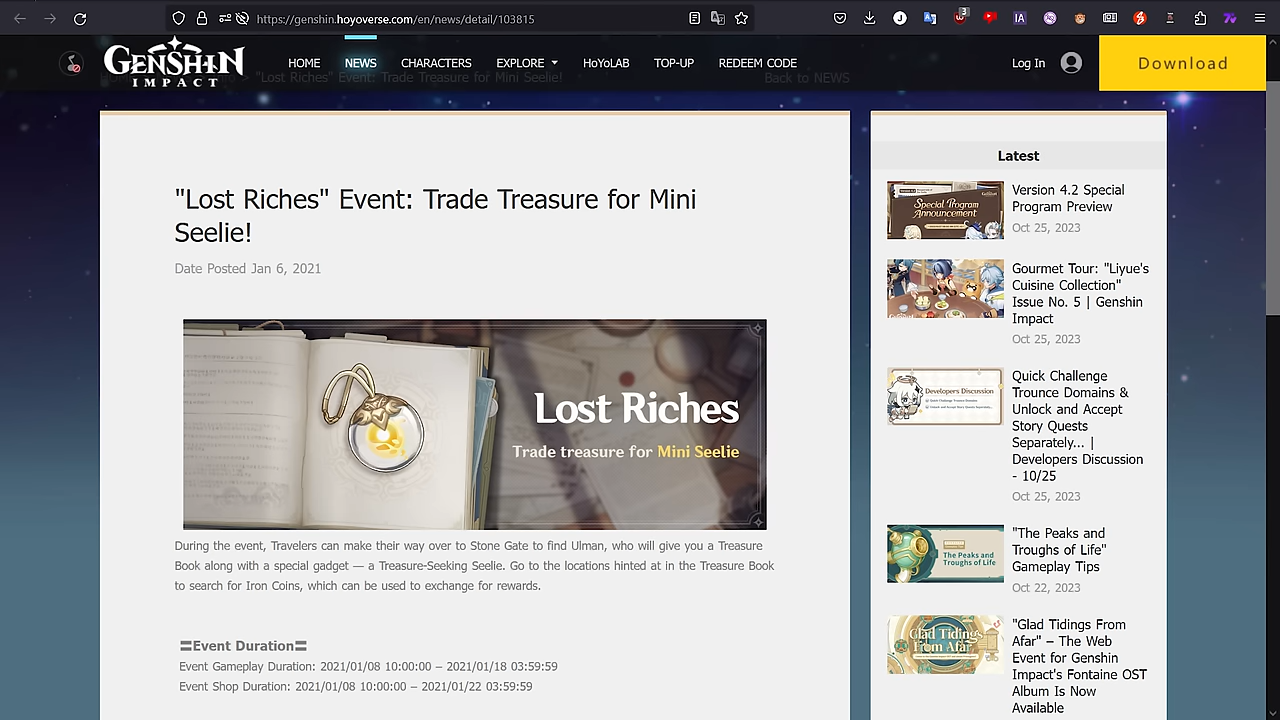 https://genshin.hoyoverse.com/en/news/detail/103815
3
GENSHIN
IMPACT
HOME
NEWS
CHARACTERS
EXPLORE
HoYoLAB
TOP-UP
REDEEM CODE
Log In
Download
> "Lost Riches" Event: Trade Treasure for Mini Seelie!
Back to NEWS
"Lost Riches" Event: Trade Treasure for Mini
Seelie!
Date Posted Jan 6, 2021
Lost Riches
Trade treasure for Mini Seelie
During the event, Travelers can make their way over to Stone Gate to find Ulman, who will give you a Treasure
Book along with a special gadget — a Treasure-Seeking Seelie. Go to the locations hinted at in the Treasure Book
to search for Iron Coins, which can be used to exchange for rewards.
〓Event Duration〓
Event Gameplay Duration: 2021/01/08 10:00:00 – 2021/01/18 03:59:59
Event Shop Duration: 2021/01/08 10:00:00 – 2021/01/22 03:59:59
Latest
Special Program
Announcement
Version 4.2 Special
Program Preview
Oct 25, 2023
Gourmet Tour: "Liyue's
Cuisine Collection"
Issue No. 5 | Genshin
Impact
Oct 25, 2023
Developers Discussion
Quick Challenge
Trounce Domains &
Unlock and Accept
Story Quests
Separately... |
Developers Discussion
- 10/25
Oct 25, 2023
The Peaks and
Troughs of Life
"The Peaks and
Troughs of Life"
Gameplay Tips
Oct 22, 2023
Glad Tidings
From Afar
"Glad Tidings From
Afar" – The Web
Event for Genshin
Impact's Fontaine OST
Album Is Now
Available